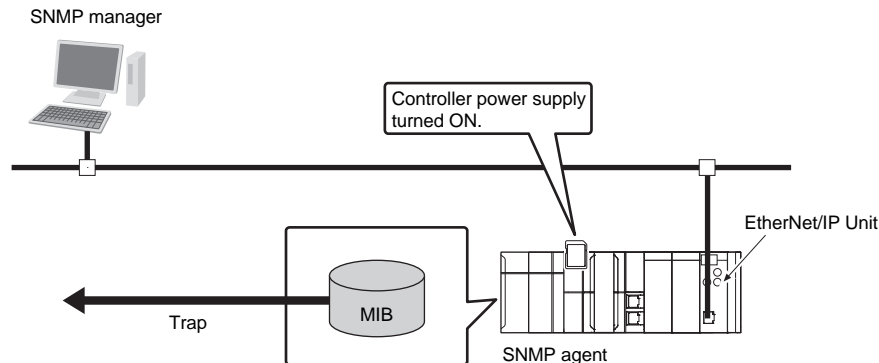 SNMP manager
Controller power supply
turned ON.
EtherNet/IP Unit
MIB
Trap
SNMP agent